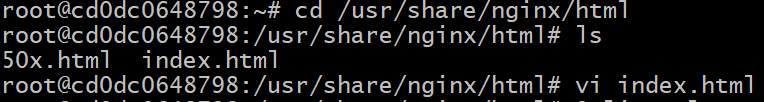 root@cd0dc0648798:~# cd /usr/share/nginx/html
root@cd0dc0648798:/usr/share/nginx/html# ls
50x.html  index.html
root@cd0dc0648798:/usr/share/nginx/html# vi index.html